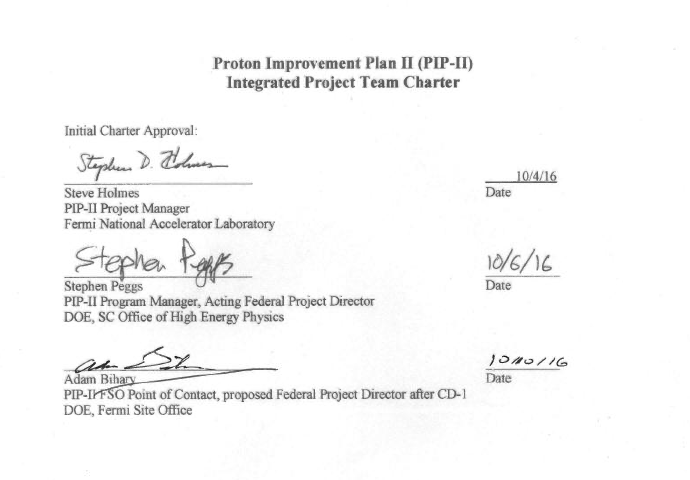 Proton Improvement Plan II (PIP-II)
Integrated Project Team Charter
Initial Charter Approval:
Stephen D. Holmes
10/4/16
Steve Holmes
Date
PIP-II Project Manager
Fermi National Accelerator Laboratory
Stephen Peggs
10/6/16
Stephen Peggs
Date
PIP-II Program Manager, Acting Federal Project Director
DOE, SC Office of High Energy Physics
10/10/16
Adam Bihary
Date
PIP-II FSO Point of Contact, proposed Federal Project Director after CD-1
DOE, Fermi Site Office